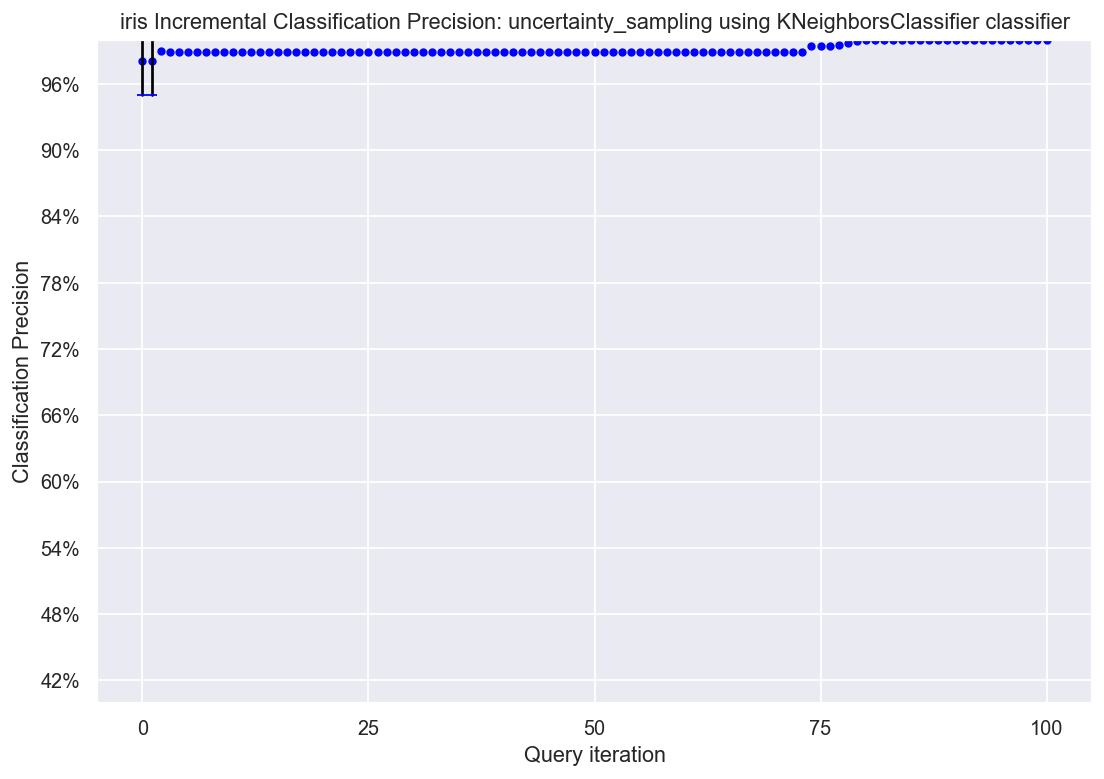 iris Incremental Classification Precision: uncertainty_sampling using KNeighborsClassifier classifier
96%
90%
84%
78%
72%
66%
60%
54%
48%
42%
Classification Precision
0 25 50 75 100
Query iteration